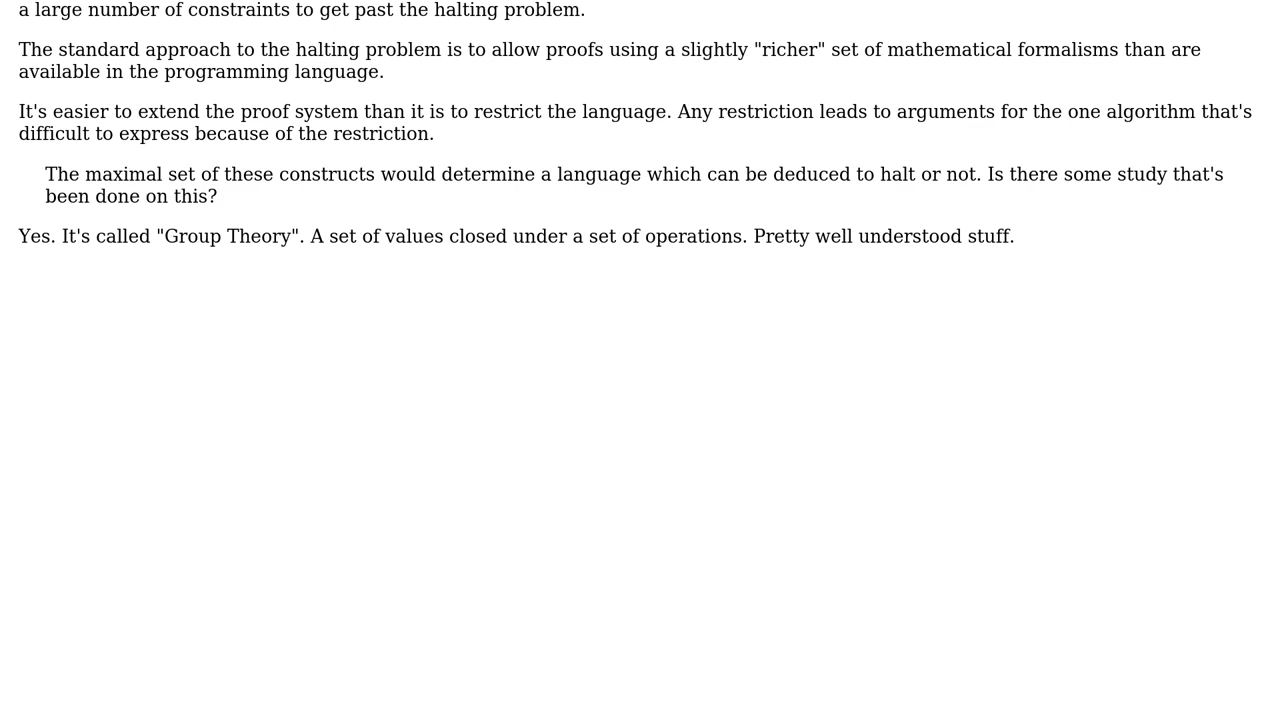 a large number of constraints to get past the halting problem.
The standard approach to the halting problem is to allow proofs using a slightly "richer" set of mathematical formalisms than are
available in the programming language.
It's easier to extend the proof system than it is to restrict the language. Any restriction leads to arguments for the one algorithm that's
difficult to express because of the restriction.
The maximal set of these constructs would determine a language which can be deduced to halt or not. Is there some study that's
been done on this?
Yes. It's called "Group Theory". A set of values closed under a set of operations. Pretty well understood stuff.